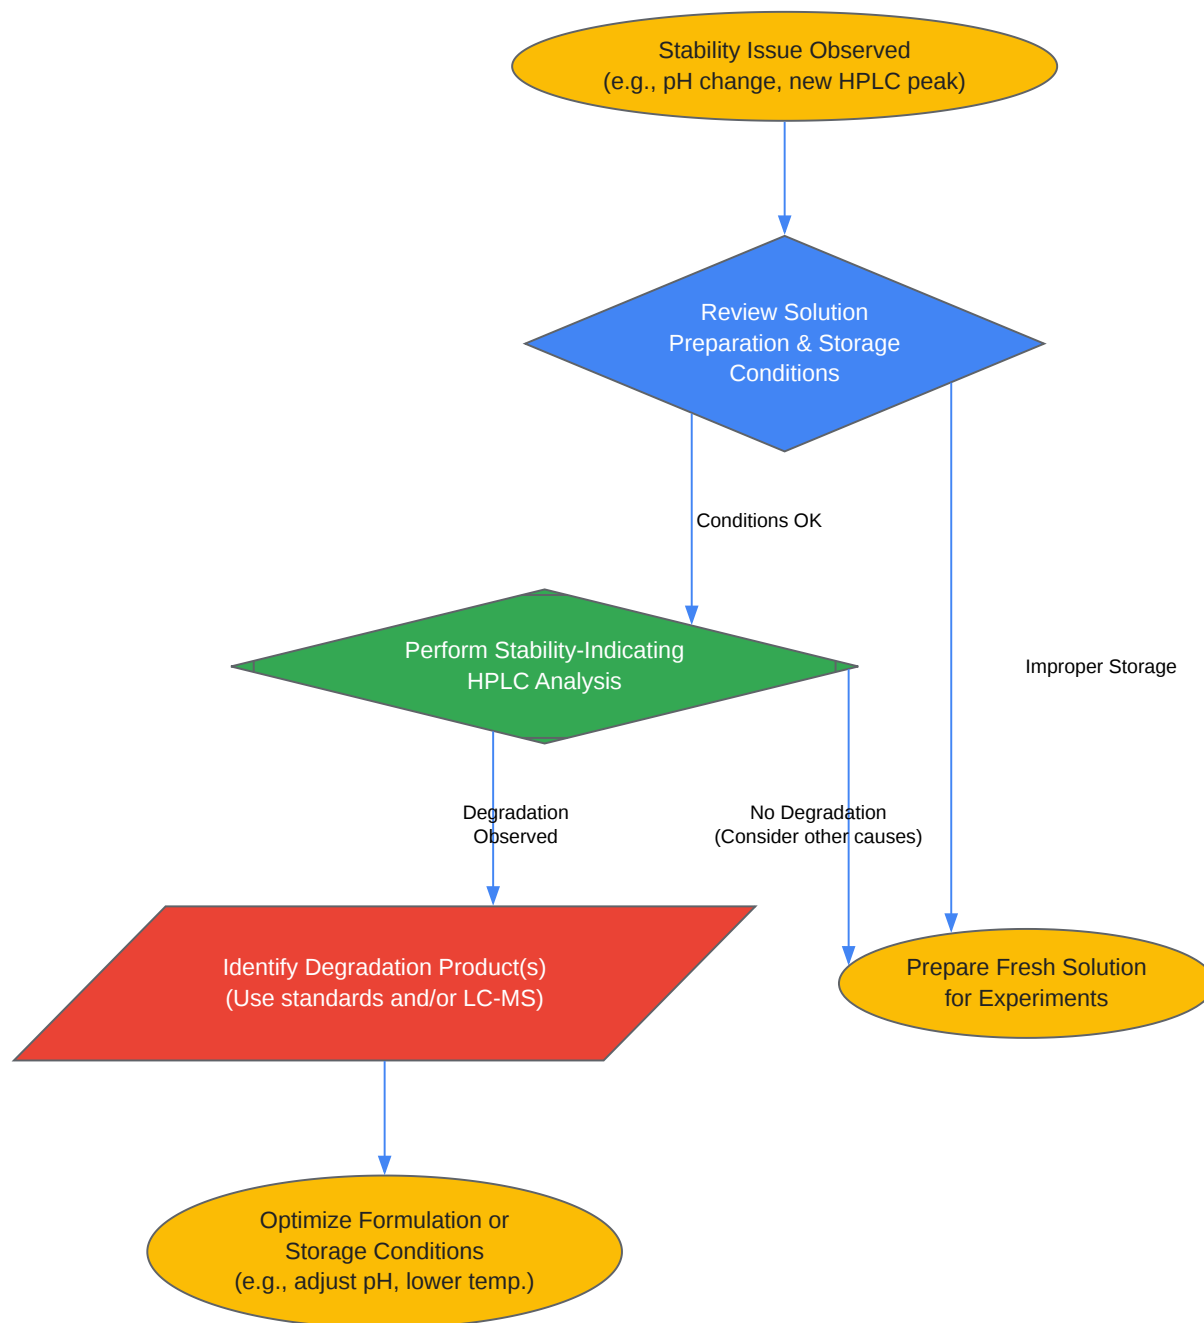 Stability Issue Observed
(e.g., pH change, new HPLC peak)
Review Solution
Preparation & Storage
Conditions
Conditions OK
Perform Stability-Indicating
HPLC Analysis
Improper Storage
Degradation
Observed
No Degradation
(Consider other causes)
Identify Degradation Product(s)
(Use standards and/or LC-MS)
Prepare Fresh Solution
for Experiments
Optimize Formulation or
Storage Conditions
(e.g., adjust pH, lower temp.)